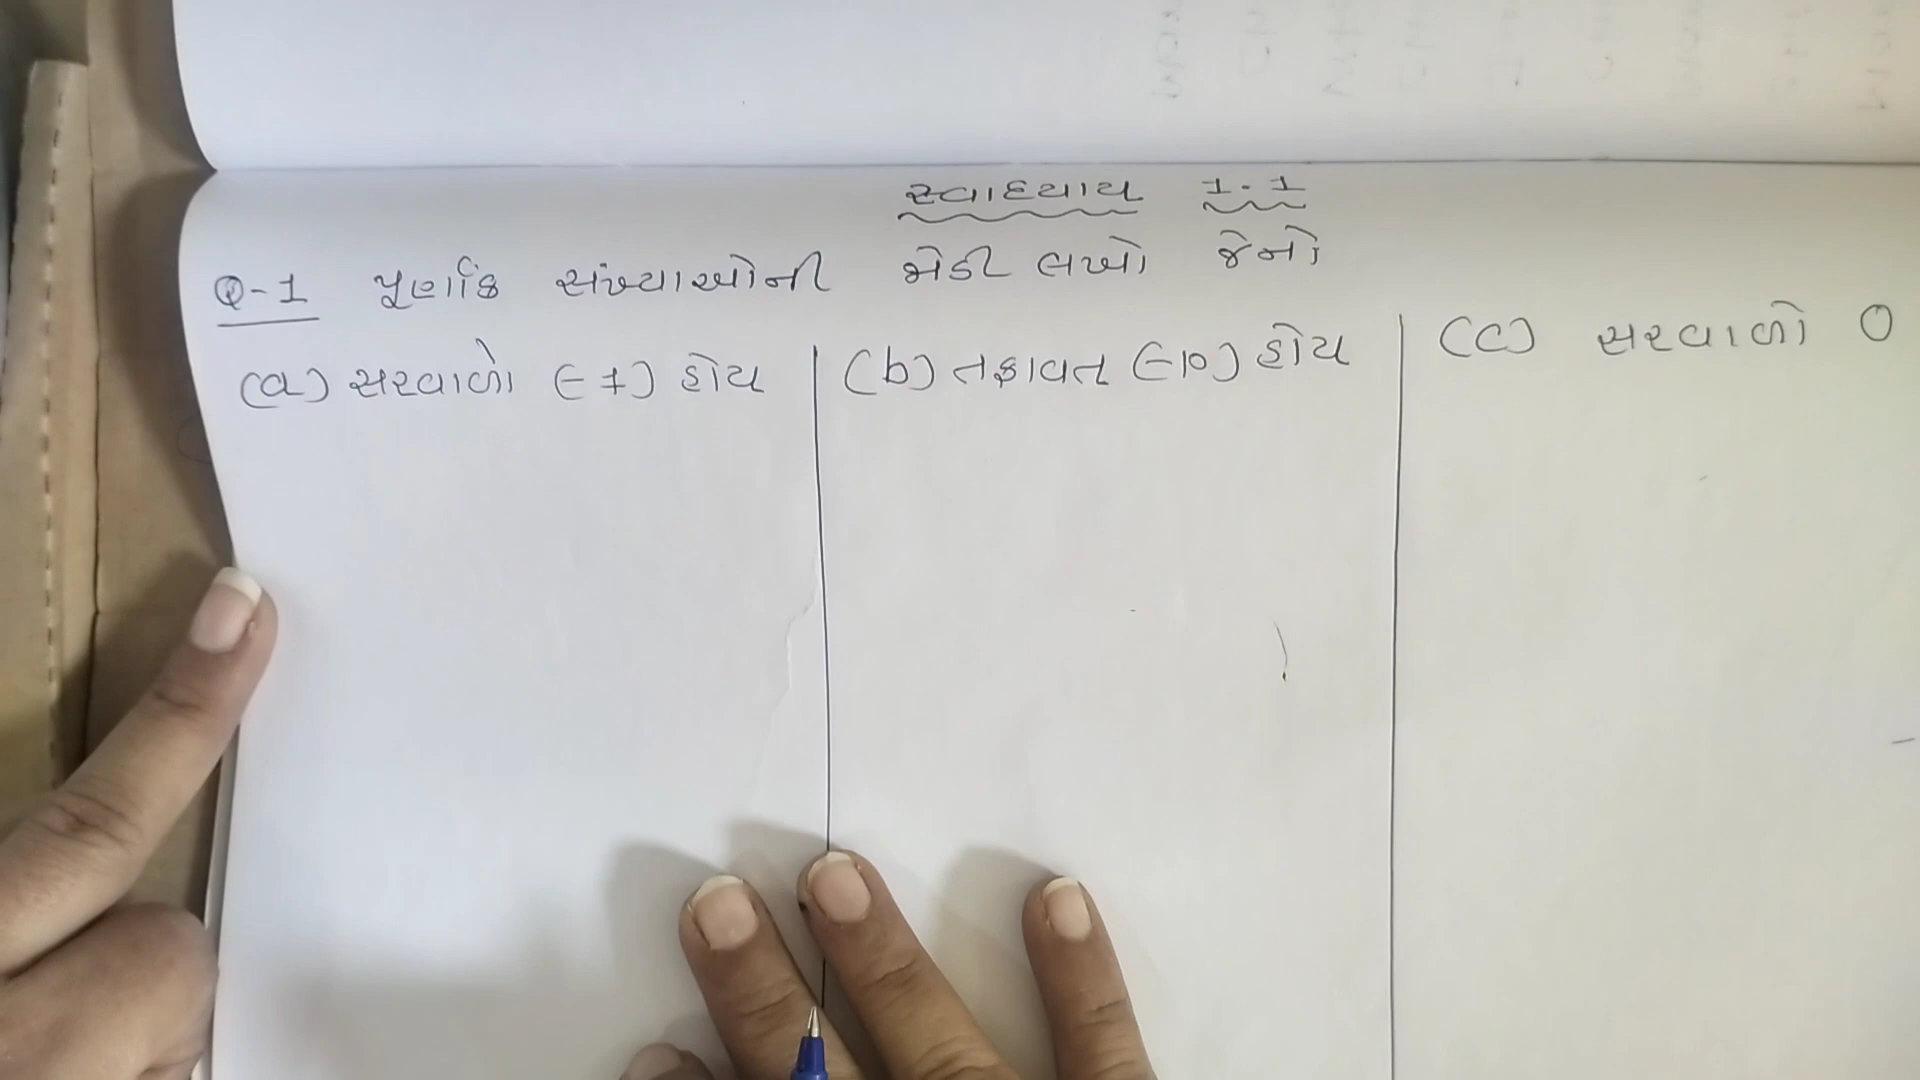 સ્વાધ્યાય 1.1
Q-1 પૂર્ણાંક સંખ્યાઓની જોડી લખો જેનો
(a) સરવાળો (-7) હોય
(b) તફાવત (-10) હોય
(c) સરવાળો 0